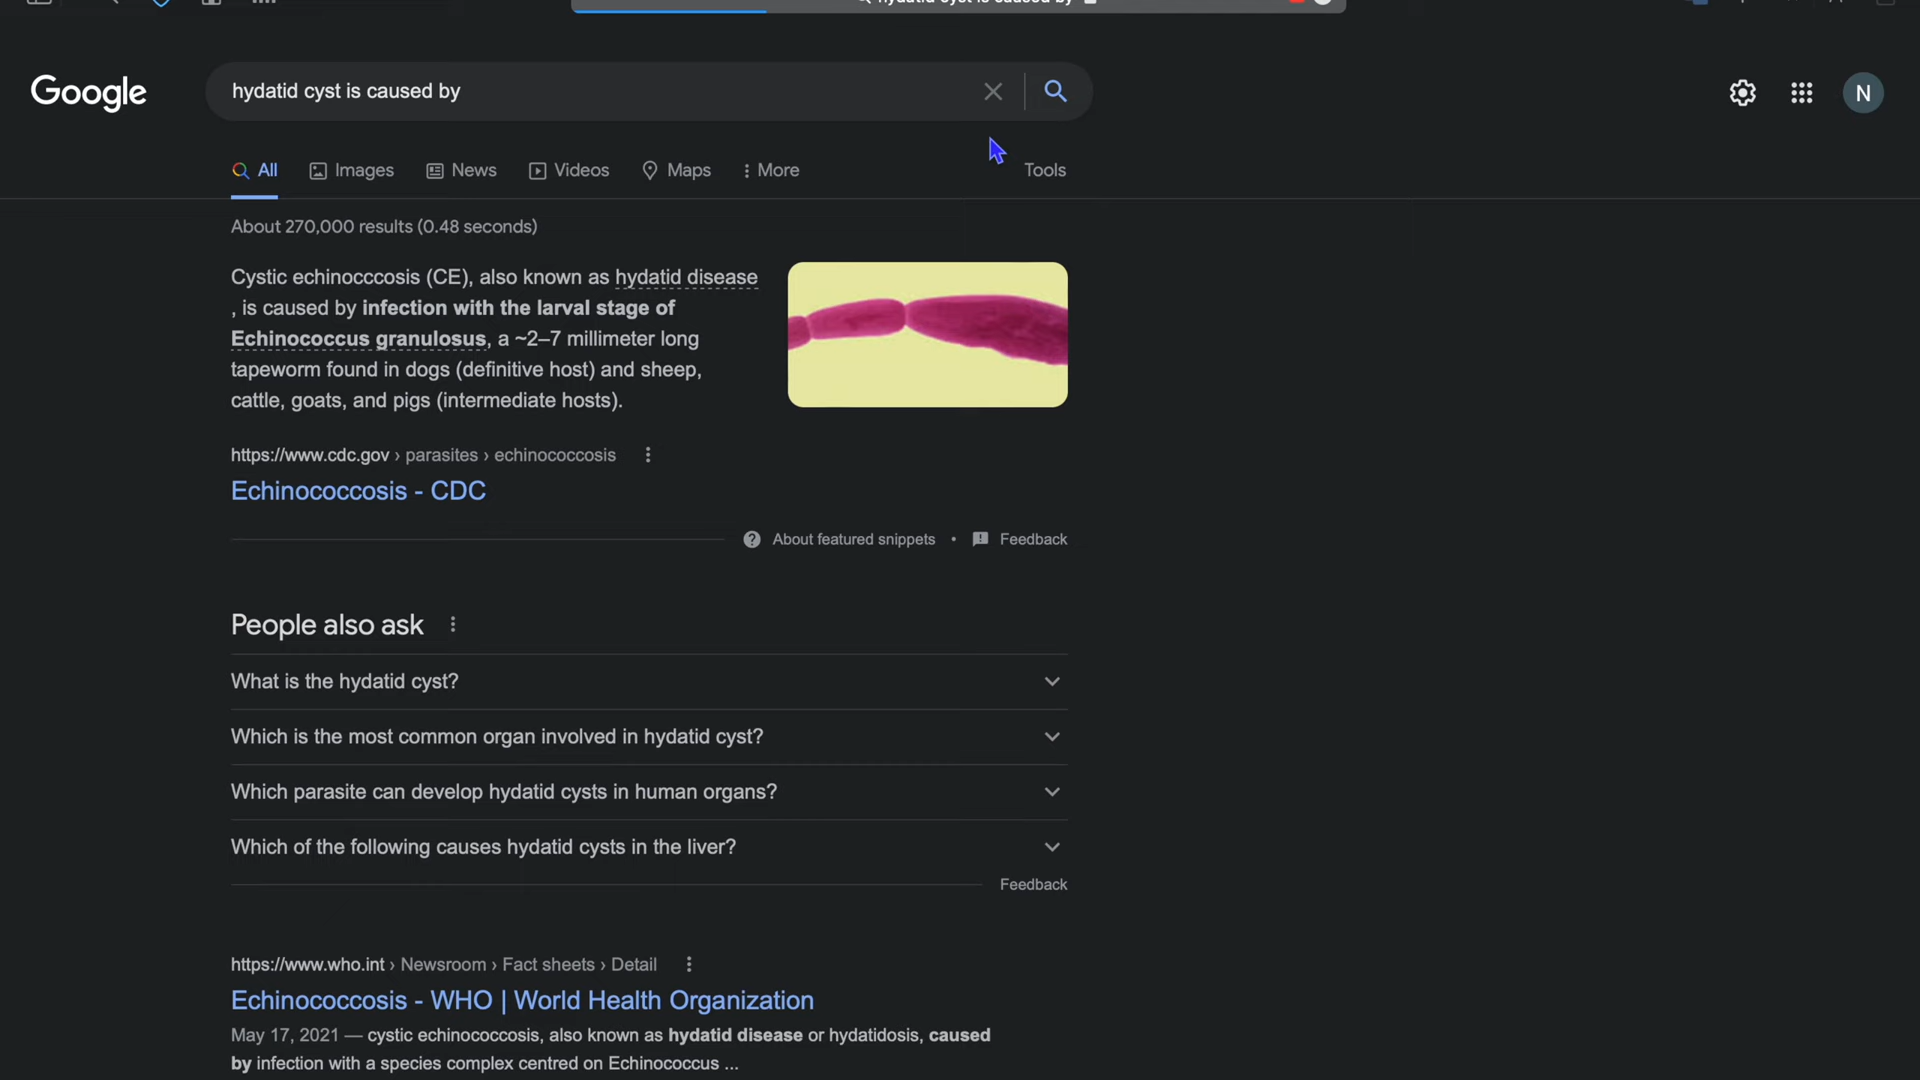 hydatid cyst is caused by
Google
hydatid cyst is caused by
N
All Images News Videos Maps More Tools
About 270,000 results (0.48 seconds)
Cystic echinocccosis (CE), also known as hydatid disease
, is caused by infection with the larval stage of
Echinococcus granulosus, a ~2–7 millimeter long
tapeworm found in dogs (definitive host) and sheep,
cattle, goats, and pigs (intermediate hosts).
https://www.cdc.gov › parasites › echinococcosis
Echinococcosis - CDC
About featured snippets • Feedback
People also ask
What is the hydatid cyst?
Which is the most common organ involved in hydatid cyst?
Which parasite can develop hydatid cysts in human organs?
Which of the following causes hydatid cysts in the liver?
Feedback
https://www.who.int › Newsroom › Fact sheets › Detail
Echinococcosis - WHO | World Health Organization
May 17, 2021 — cystic echinococcosis, also known as hydatid disease or hydatidosis, caused
by infection with a species complex centred on Echinococcus ...